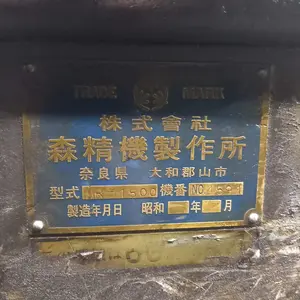 TRADE MARK
株式會社
森精機製作所
奈良県 大和郡山市
型式 機番 NO.
製造年月日 昭和 年 月